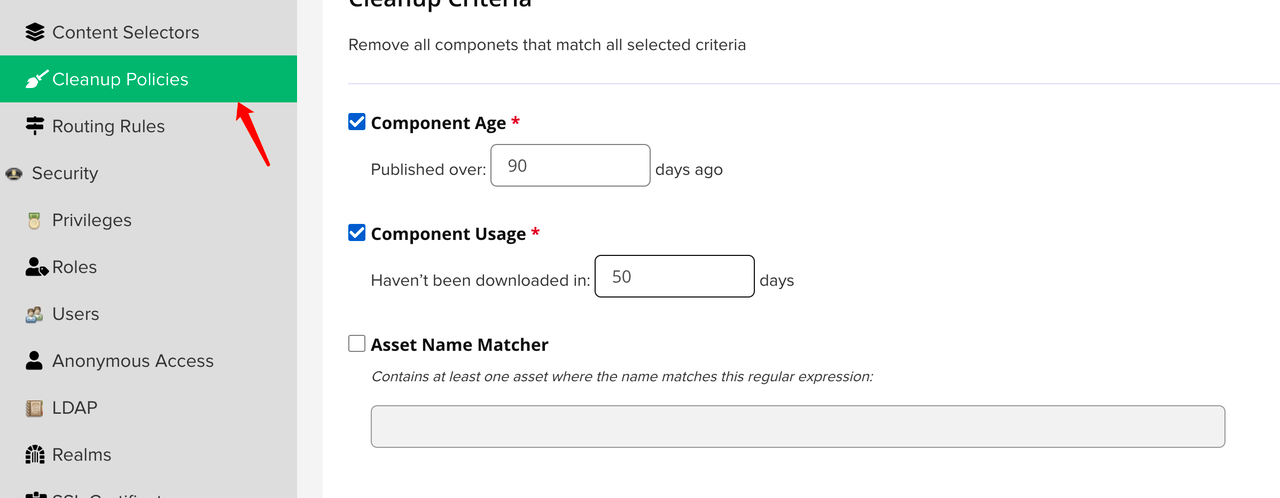 Content Selectors
Cleanup Policies
Routing Rules
Security
Privileges
Roles
Users
Anonymous Access
LDAP
Realms
Cleanup Criteria
Remove all componets that match all selected criteria
Component Age *
Published over: 90 days ago
Component Usage *
Haven’t been downloaded in: 50 days
Asset Name Matcher
Contains at least one asset where the name matches this regular expression: